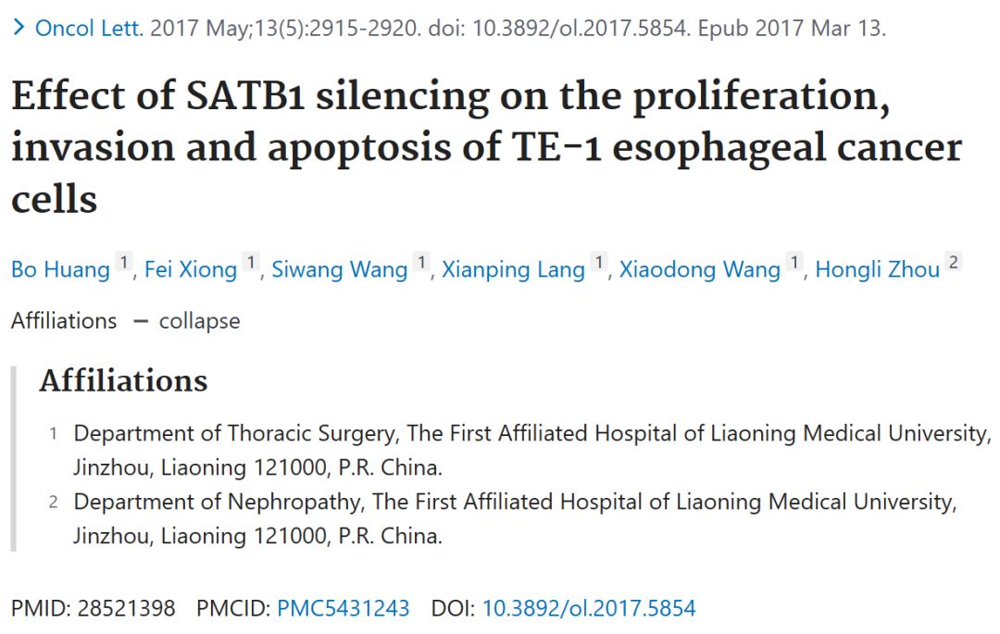 Oncol Lett. 2017 May;13(5):2915-2920. doi: 10.3892/ol.2017.5854. Epub 2017 Mar 13.
Effect of SATB1 silencing on the proliferation,
invasion and apoptosis of TE-1 esophageal cancer
cells
Bo Huang 1, Fei Xiong 1, Siwang Wang 1, Xianping Lang 1, Xiaodong Wang 1, Hongli Zhou 2
Affiliations — collapse
Affiliations
1 Department of Thoracic Surgery, The First Affiliated Hospital of Liaoning Medical University,
Jinzhou, Liaoning 121000, P.R. China.
2 Department of Nephropathy, The First Affiliated Hospital of Liaoning Medical University,
Jinzhou, Liaoning 121000, P.R. China.
PMID: 28521398 PMCID: PMC5431243 DOI: 10.3892/ol.2017.5854